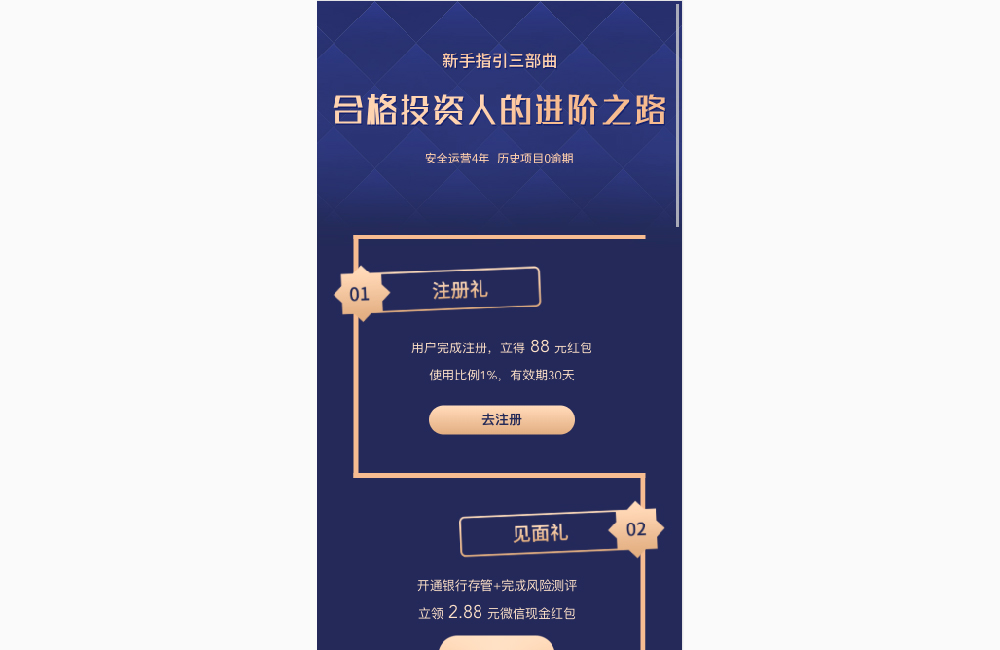 新手指引三部曲
合格投资人的进阶之路
安全运营4年 历史项目0逾期
01 注册礼
用户完成注册，立得 88 元红包
使用比例1%，有效期30天
去注册
见面礼 02
开通银行存管+完成风险测评
立领 2.88 元微信现金红包